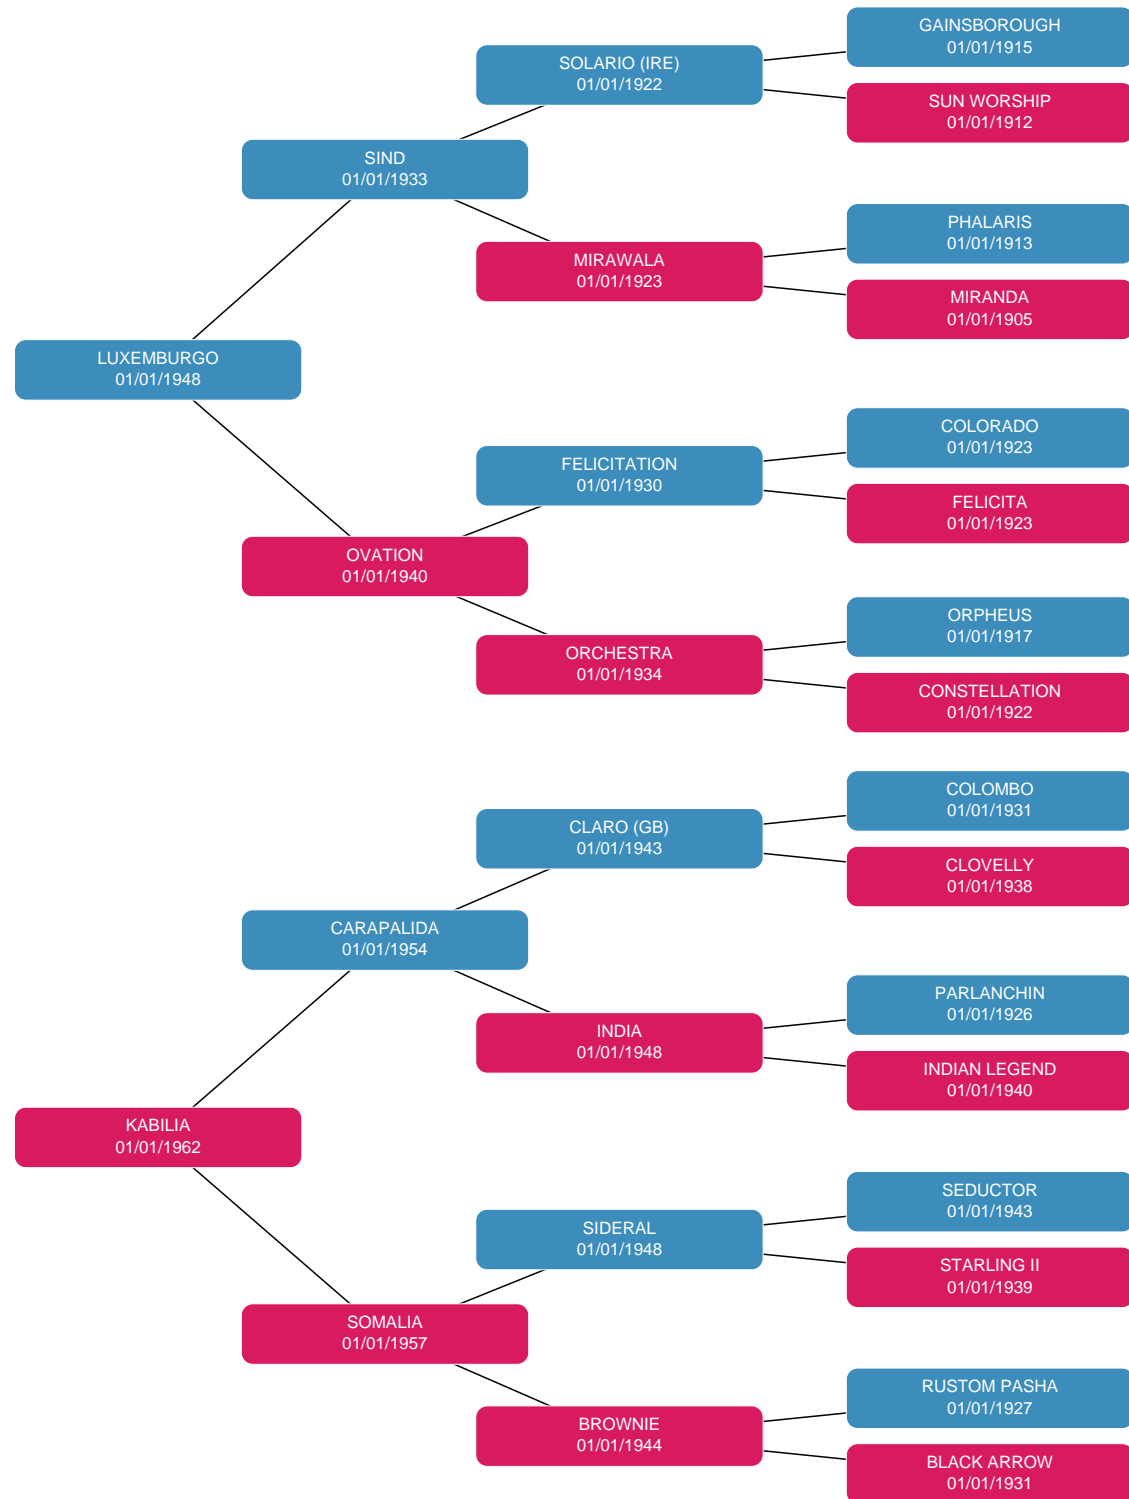 GAINSBOROUGH
01/01/1915
SOLARIO (IRE)
01/01/1922
SUN WORSHIP
01/01/1912
SIND
01/01/1933
PHALARIS
01/01/1913
MIRAWALA
01/01/1923
MIRANDA
01/01/1905
LUXEMBURGO
01/01/1948
COLORADO
01/01/1923
FELICITATION
01/01/1930
FELICITA
01/01/1923
OVATION
01/01/1940
ORPHEUS
01/01/1917
ORCHESTRA
01/01/1934
CONSTELLATION
01/01/1922
COLOMBO
01/01/1931
CLARO (GB)
01/01/1943
CLOVELLY
01/01/1938
CARAPALIDA
01/01/1954
PARLANCHIN
01/01/1926
INDIA
01/01/1948
INDIAN LEGEND
01/01/1940
KABILIA
01/01/1962
SEDUCTOR
01/01/1943
SIDERAL
01/01/1948
STARLING II
01/01/1939
SOMALIA
01/01/1957
RUSTOM PASHA
01/01/1927
BROWNIE
01/01/1944
BLACK ARROW
01/01/1931